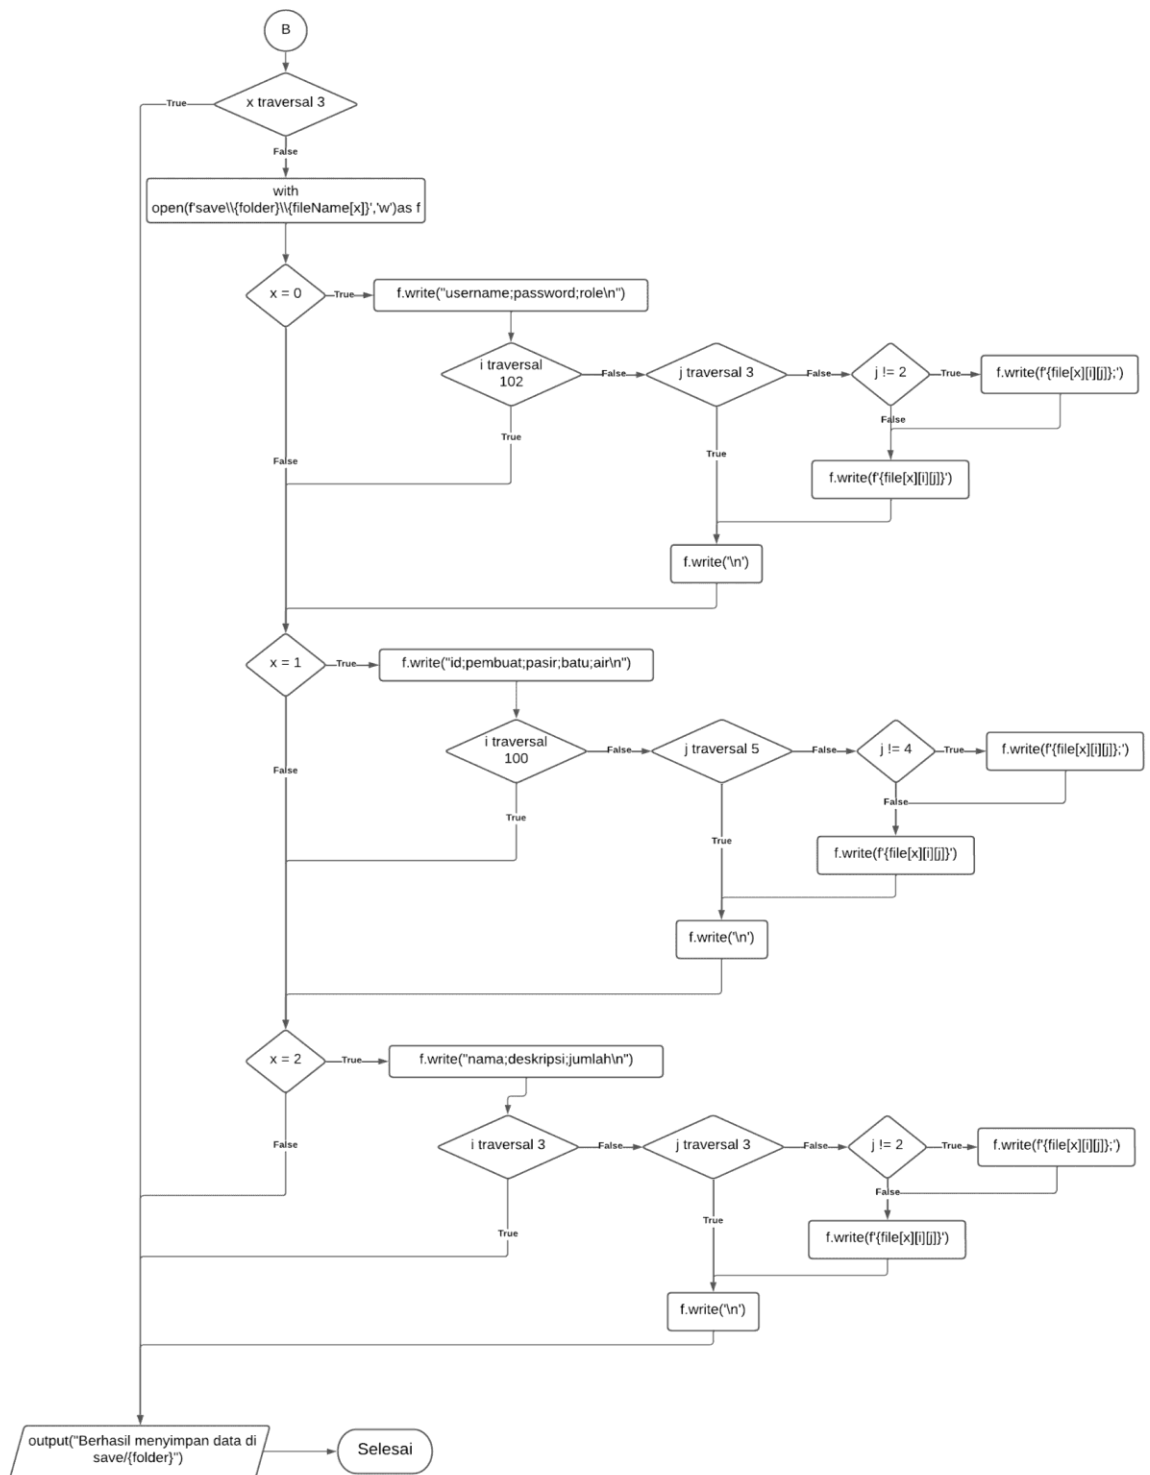 B
x traversal 3
True
False
with
open(f'save\\{folder}\\{fileName[x]}','w')as f
x = 0
True
f.write("username;password;role\n")
i traversal
102
False
j traversal 3
False
j != 2
True
f.write(f'{file[x][i][j]};')
False
True
True
False
f.write(f'{file[x][i][j]}')
f.write('\n')
x = 1
True
f.write("id;pembuat;pasir;batu;air\n")
i traversal
100
False
j traversal 5
False
j != 4
True
f.write(f'{file[x][i][j]};')
False
False
True
True
f.write(f'{file[x][i][j]}')
f.write('\n')
x = 2
True
f.write("nama;deskripsi;jumlah\n")
False
i traversal 3
False
j traversal 3
False
j != 2
True
f.write(f'{file[x][i][j]};')
False
True
True
f.write(f'{file[x][i][j]}')
f.write('\n')
output("Berhasil menyimpan data di
save/{folder}")
Selesai